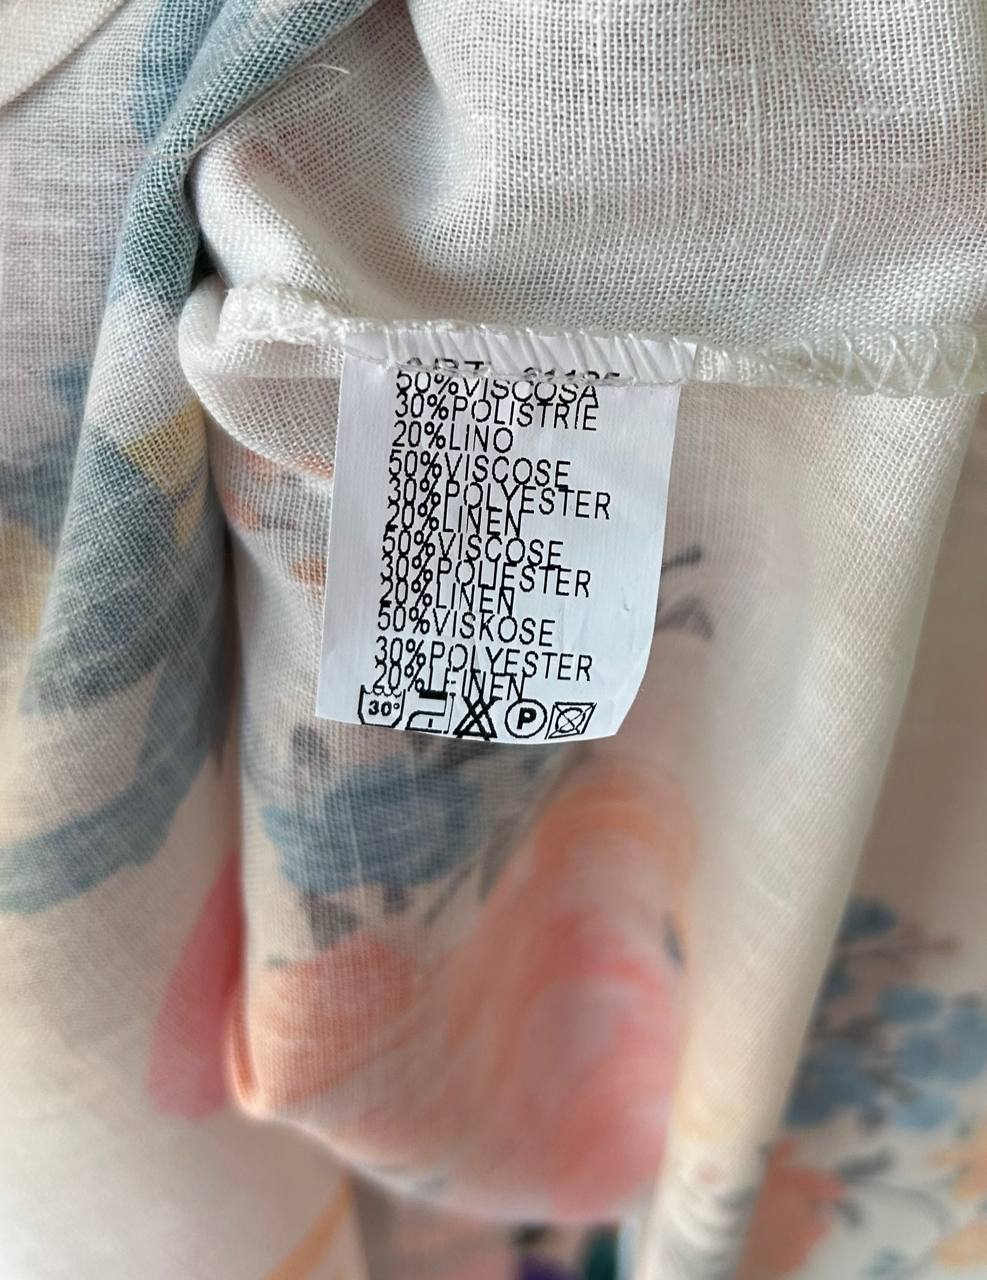 50%VISCOSA
30%POLISTRIE
20%LINO
50%VISCOSE
30%POLYESTER
20%LINEN
50%VISCOSE
30%POLIESTER
20%LINEN
50%VISKOSE
30%POLYESTER
20%LEINEN
30° P